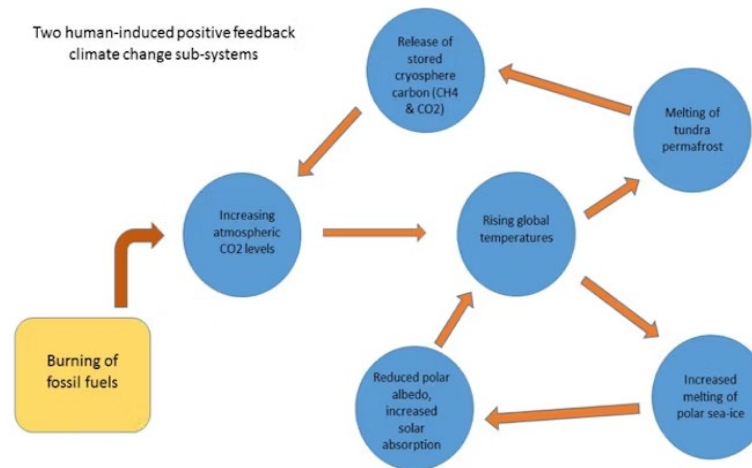 Two human-induced positive feedback
climate change sub-systems
Release of
stored
cryosphere
carbon (CH4
& CO2)
Melting of
tundra
permafrost
Increasing
atmospheric
CO2 levels
Rising global
temperatures
Burning of
fossil fuels
Reduced polar
albedo,
increased
solar
absorption
Increased
melting of
polar sea-ice